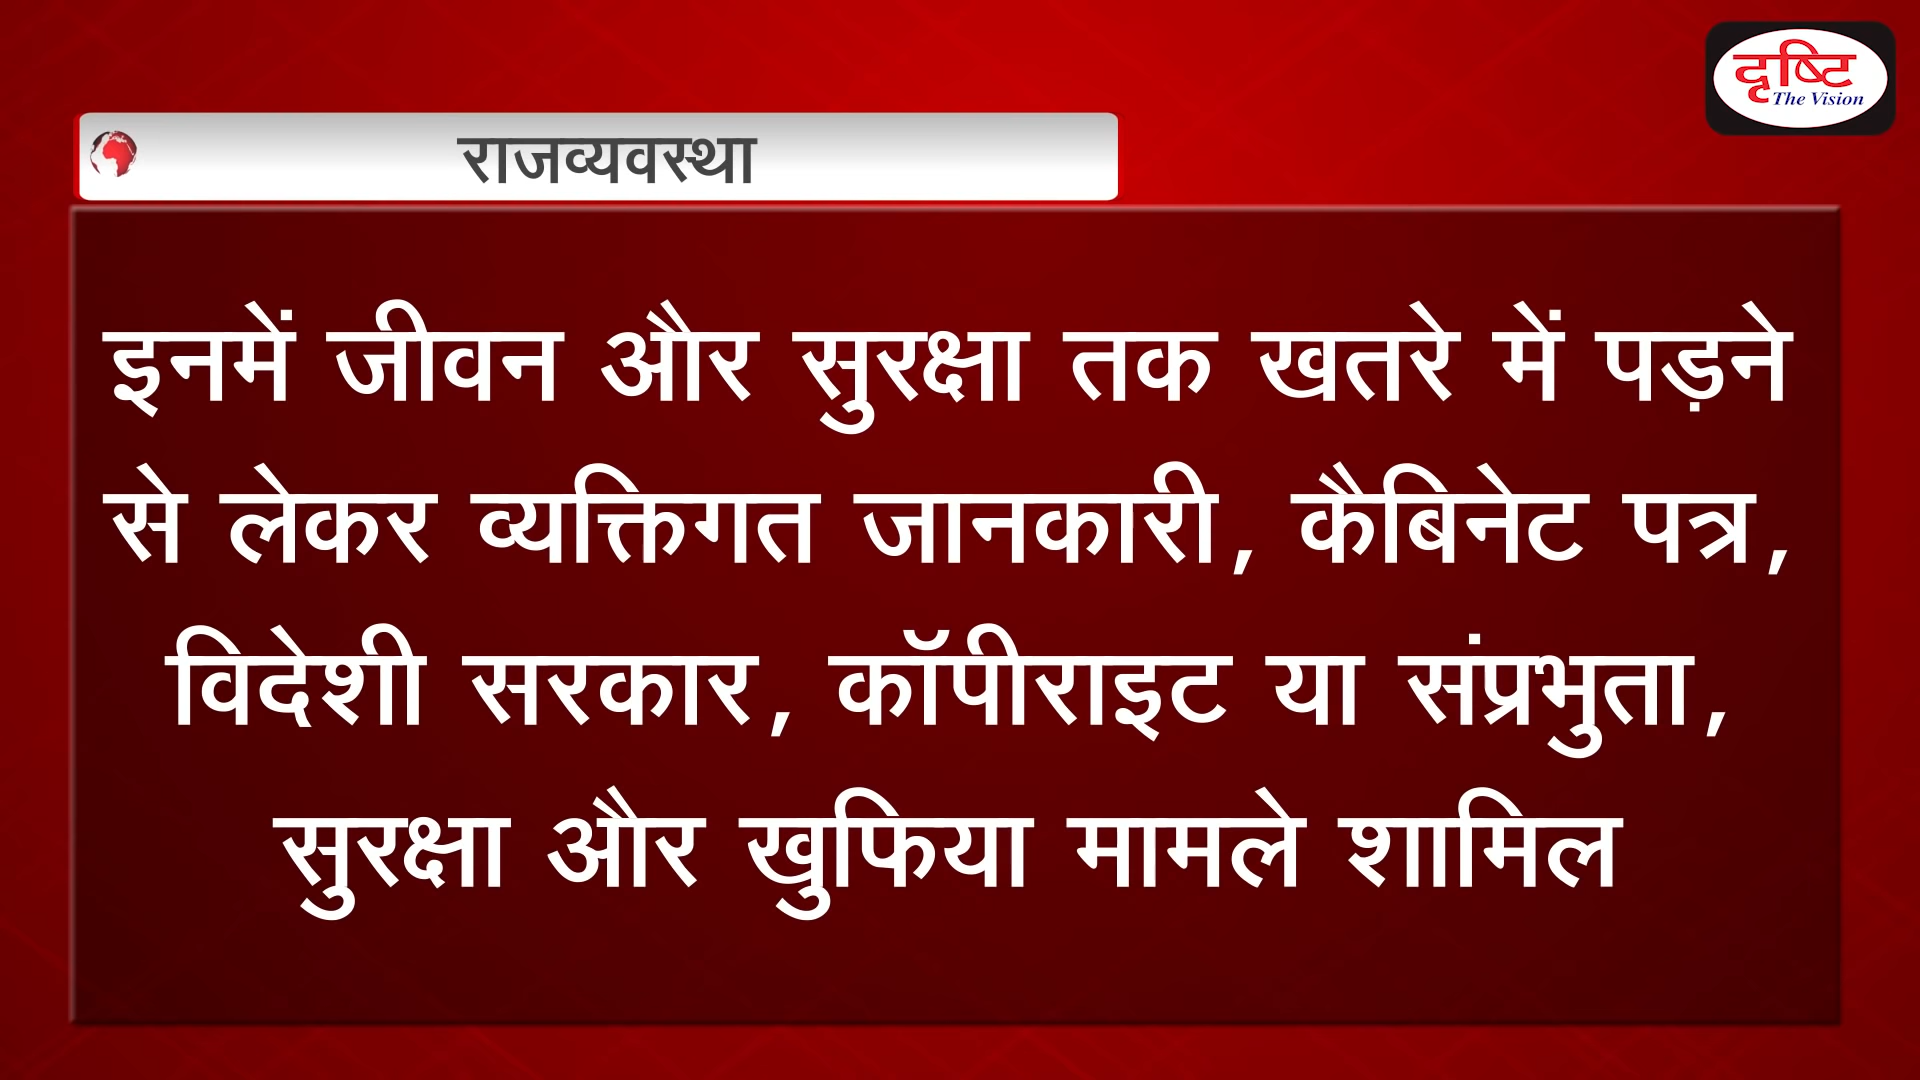 दृष्टि
The Vision
राजव्यवस्था
इनमें जीवन और सुरक्षा तक खतरे में पड़ने
से लेकर व्यक्तिगत जानकारी, कैबिनेट पत्र,
विदेशी सरकार, कॉपीराइट या संप्रभुता,
सुरक्षा और खुफिया मामले शामिल